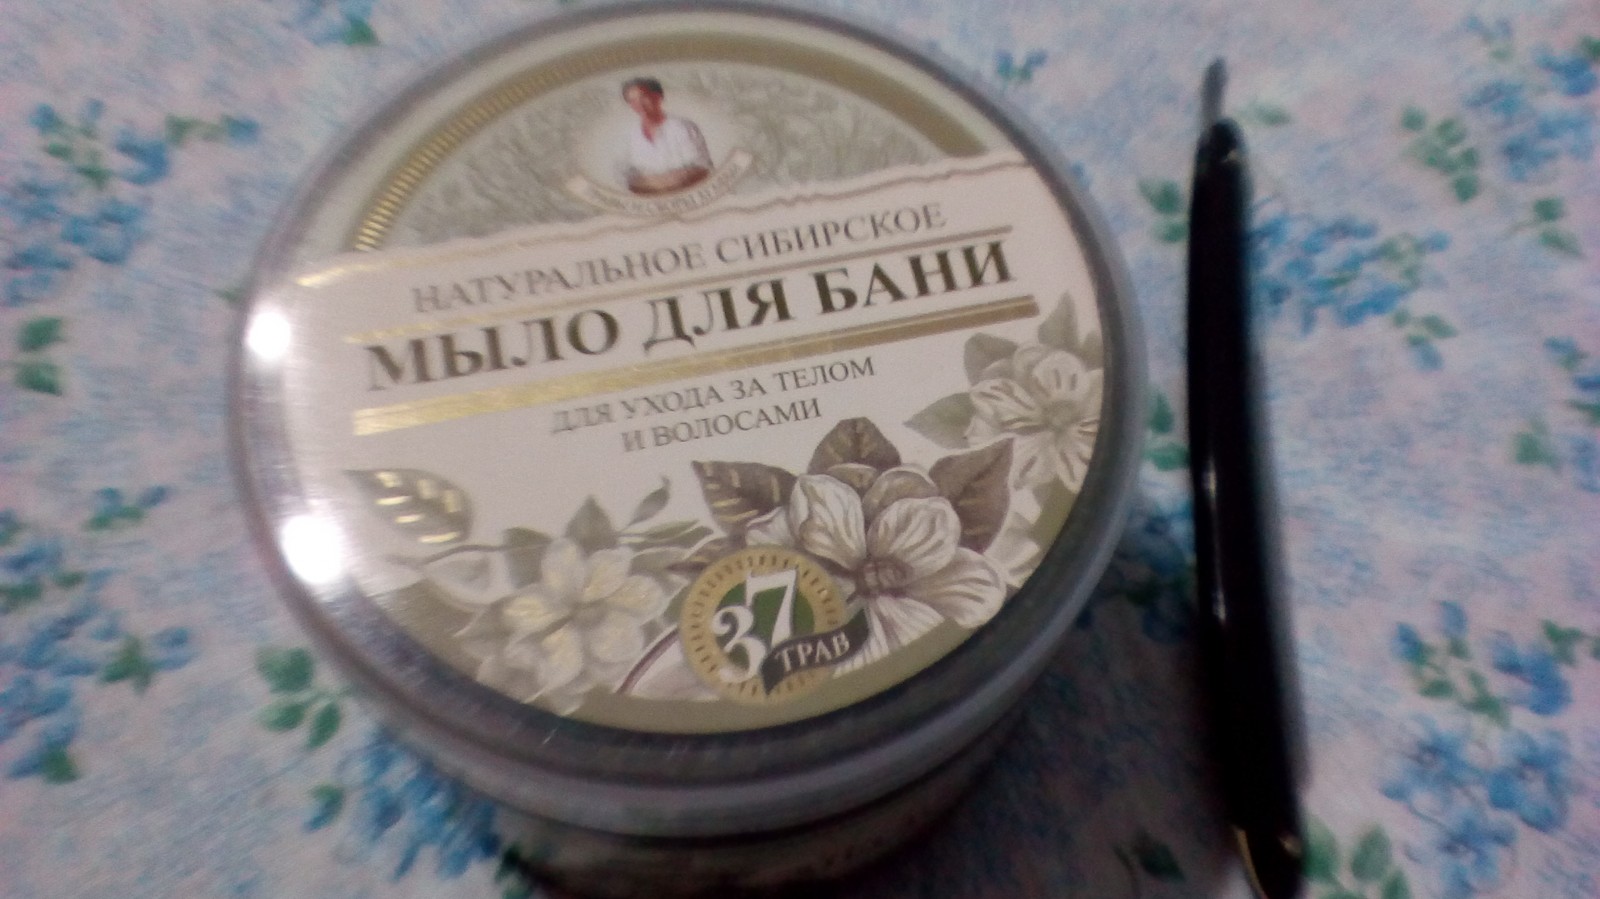 НАТУРАЛЬНОЕ СИБИРСКОЕ
МЫЛО ДЛЯ БАНИ
ДЛЯ УХОДА ЗА ТЕЛОМ
И ВОЛОСАМИ
37
ТРАВ